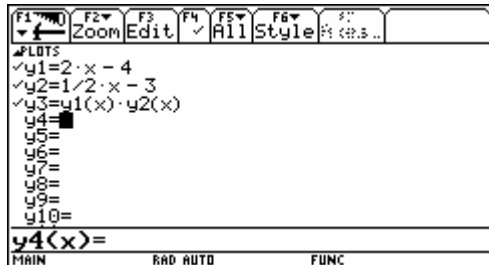 F1 F2 F3 F4 F5 F6
Zoom Edit ✓ All Style
PLOTS
✓y1=2·x - 4
✓y2=1/2·x - 3
✓y3=y1(x)·y2(x)
y4=
y5=
y6=
y7=
y8=
y9=
y10=
y4(x)=
MAIN RAD AUTO FUNC